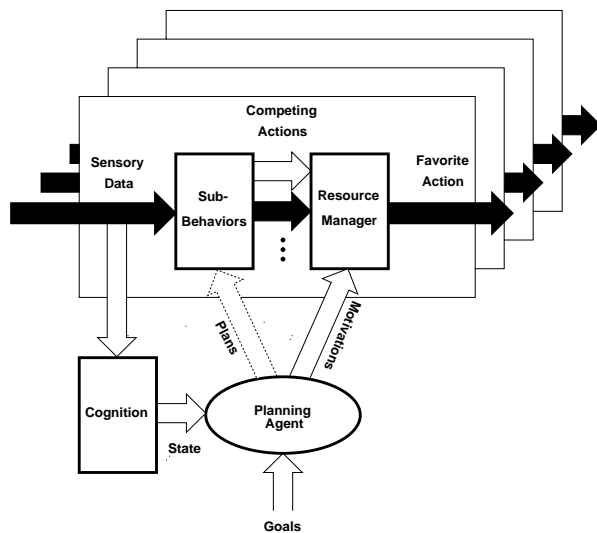 Competing
Actions
Sensory
Data
Favorite
Action
Sub-
Behaviors
Resource
Manager
Plans
Motivations
Cognition
State
Planning
Agent
Goals